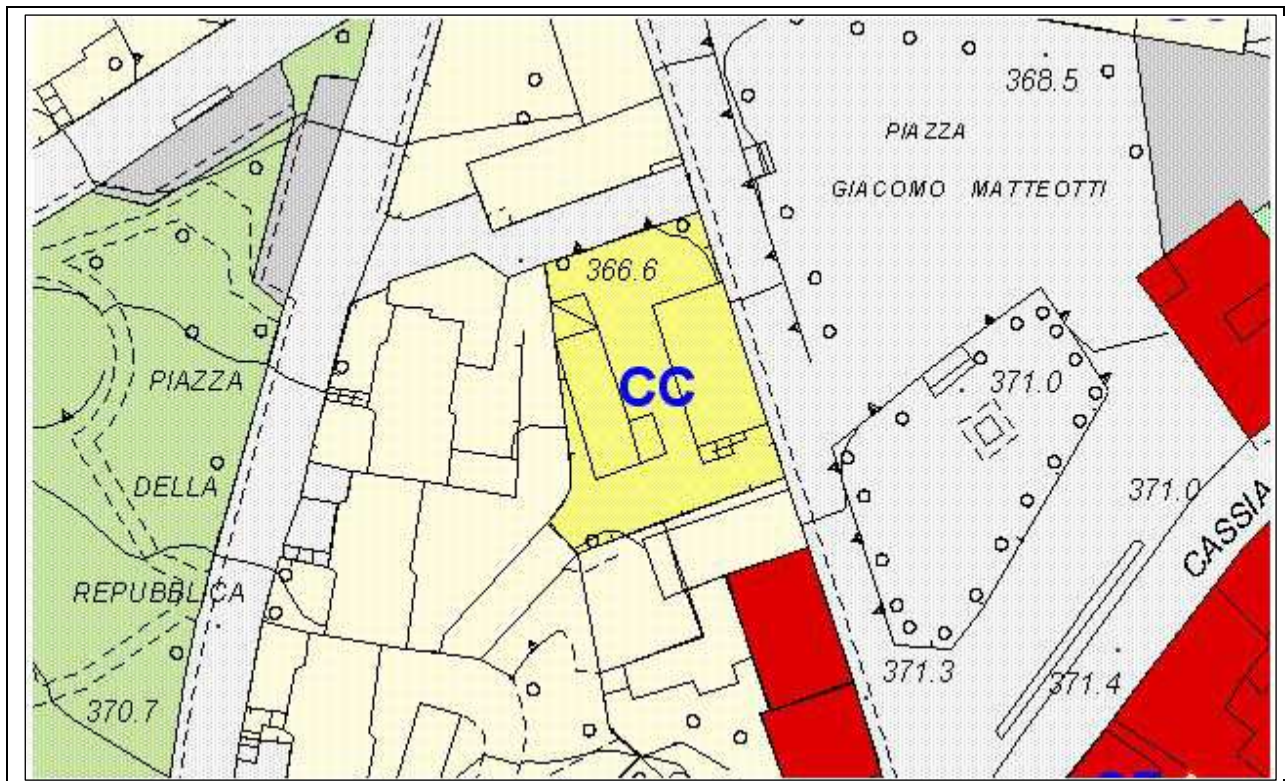 368.5
PIAZZA
GIACOMO MATTEOTTI
366.6
PIAZZA
CC
371.0
DELLA
371.0
CASSIA
REPUBBLICA
371.3
371.4
370.7